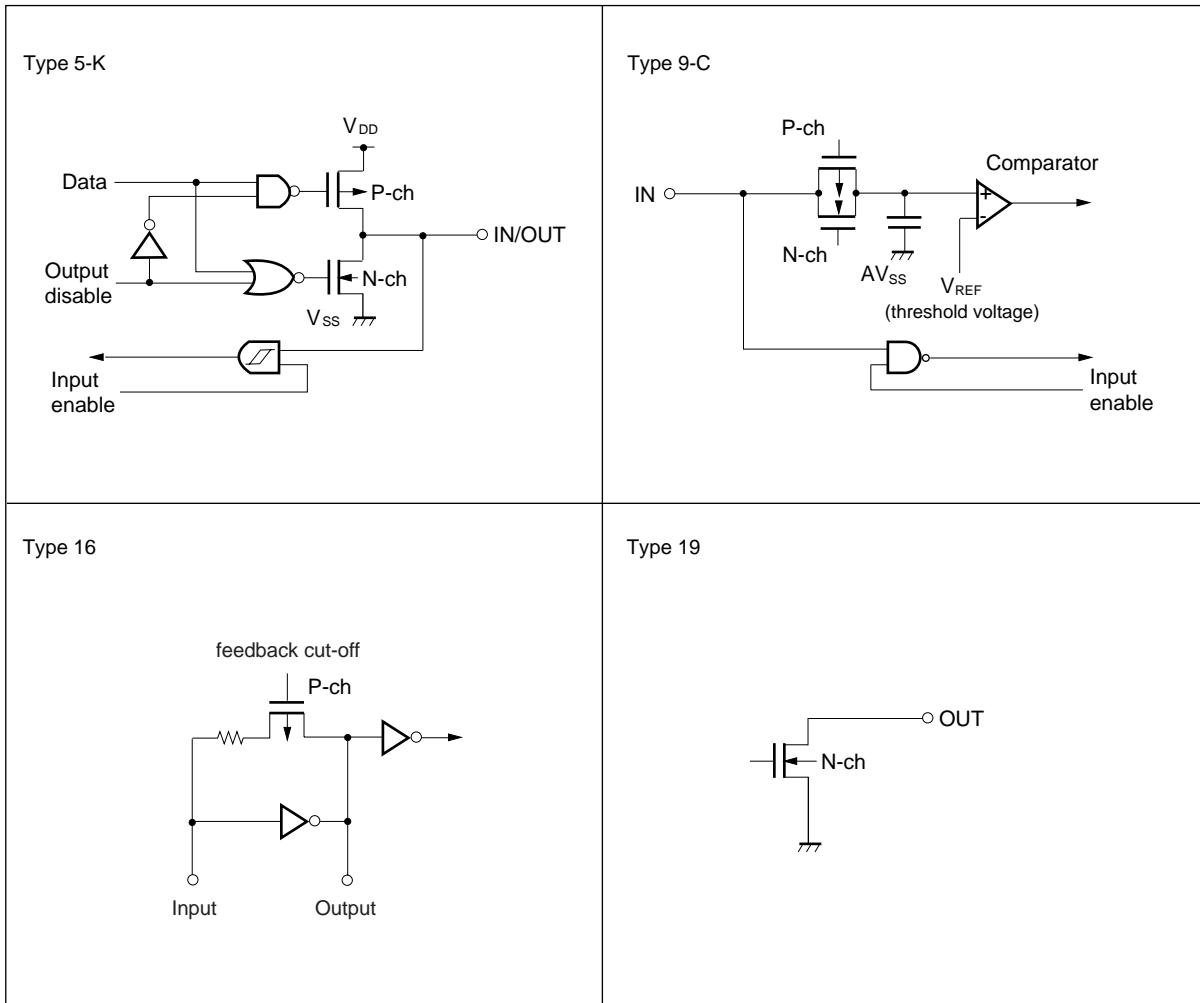 Type 5-K
VDD
Data
P-ch
IN/OUT
Output
disable
N-ch
VSS
Input
enable
Type 9-C
P-ch
Comparator
IN
+
-
N-ch
AVSS
VREF
(threshold voltage)
Input
enable
Type 16
feedback cut-off
P-ch
Input
Output
Type 19
OUT
N-ch